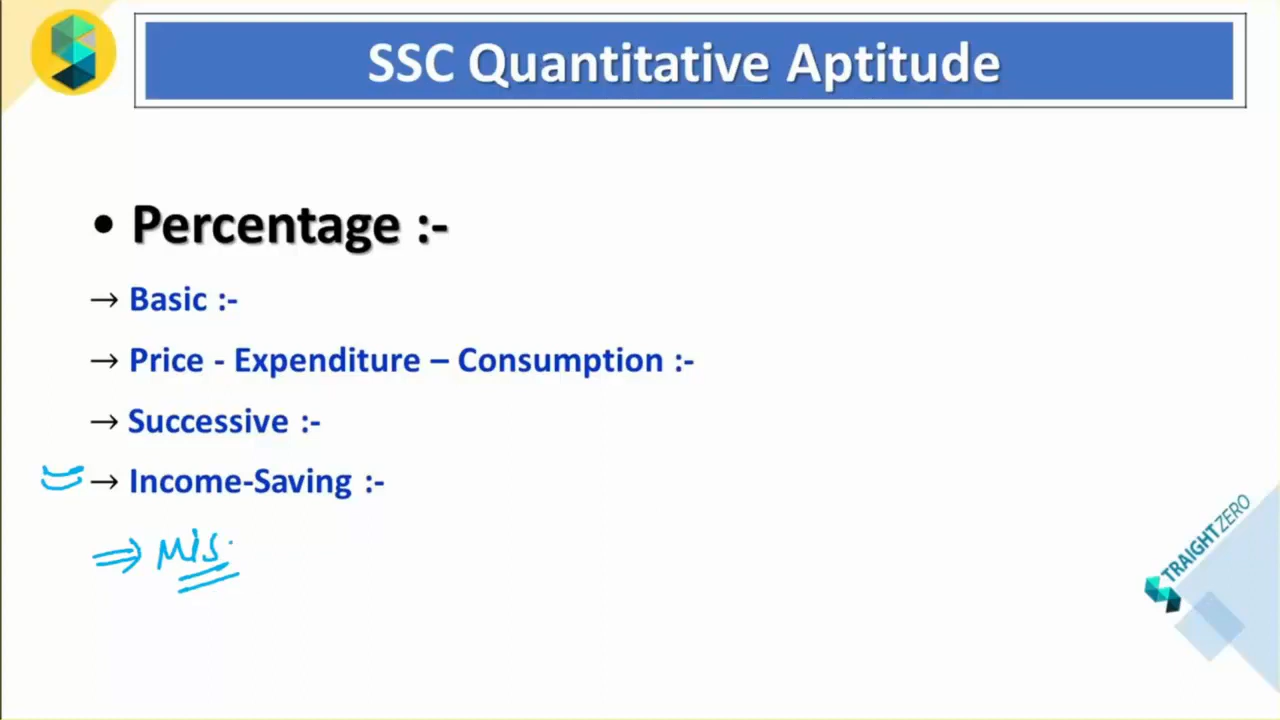 SSC Quantitative Aptitude
• Percentage :-
→ Basic :-
→ Price - Expenditure – Consumption :-
→ Successive :-
→ Income-Saving :-
⇒ Mis.
TRAIGHTZERO